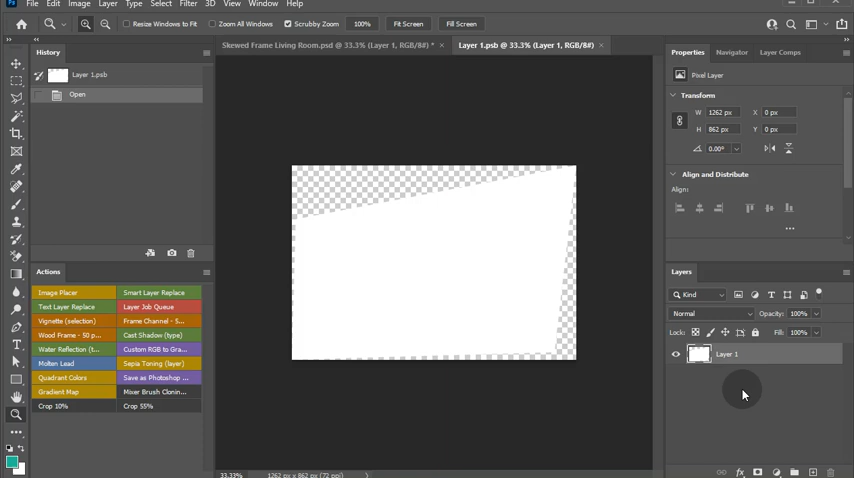 Ps File Edit Image Layer Type Select Filter 3D View Window Help
Resize Windows to Fit Zoom All Windows Scrubby Zoom 100% Fit Screen Fill Screen
Skewed Frame Living Room.psd @ 33.3% (Layer 1, RGB/8#) * × Layer 1.psb @ 33.3% (Layer 1, RGB/8#) ×
History
Layer 1.psb
Open
Actions
Image Placer Smart Layer Replace
Text Layer Replace Layer Job Queue
Vignette (selection) Frame Channel - 5...
Wood Frame - 50 p... Cast Shadow (type)
Water Reflection (t... Custom RGB to Gra...
Molten Lead Sepia Toning (layer)
Quadrant Colors Save as Photoshop ...
Gradient Map Mixer Brush Clonin...
Crop 10% Crop 55%
33.33% 1262 px x 862 px (72 ppi)
Properties Navigator Layer Comps
Pixel Layer
Transform
W 1262 px X 0 px
H 862 px Y 0 px
0.00°
Align and Distribute
Align:
Layers
Kind
Normal Opacity: 100%
Lock: Fill: 100%
Layer 1
fx